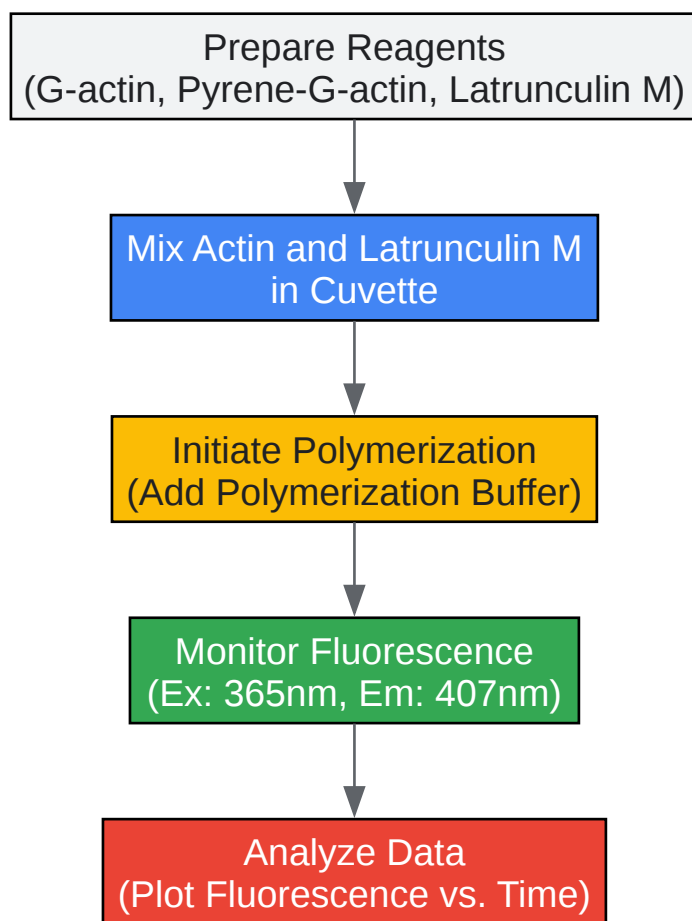 Prepare Reagents
(G-actin, Pyrene-G-actin, Latrunculin M)
Mix Actin and Latrunculin M
in Cuvette
Initiate Polymerization
(Add Polymerization Buffer)
Monitor Fluorescence
(Ex: 365nm, Em: 407nm)
Analyze Data
(Plot Fluorescence vs. Time)